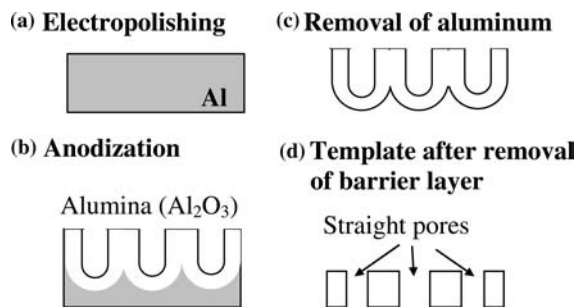 (a) Electropolishing
Al
(b) Anodization
Alumina (Al₂O₃)
(c) Removal of aluminum
(d) Template after removal
of barrier layer
Straight pores